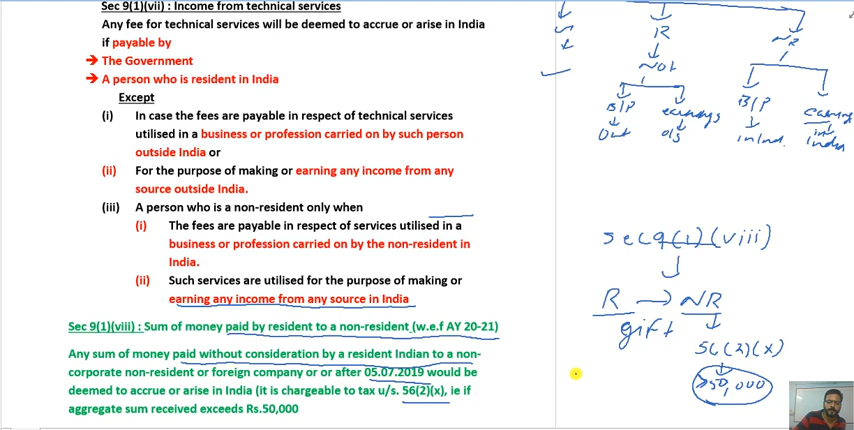 Sec 9(1)(vii) : Income from technical services
Any fee for technical services will be deemed to accrue or arise in India
if payable by
The Government
A person who is resident in India
Except
(i) In case the fees are payable in respect of technical services
utilised in a business or profession carried on by such person
outside India or
(ii) For the purpose of making or earning any income from any
source outside India.
(iii) A person who is a non-resident only when
(i) The fees are payable in respect of services utilised in a
business or profession carried on by the non-resident in
India.
(ii) Such services are utilised for the purpose of making or
earning any income from any source in India
Sec 9(1)(viii) : Sum of money paid by resident to a non-resident (w.e.f AY 20-21)
Any sum of money paid without consideration by a resident Indian to a non-
corporate non-resident or foreign company or or after 05.07.2019 would be
deemed to accrue or arise in India (it is chargeable to tax u/s. 56(2)(x), ie if
aggregate sum received exceeds Rs.50,000
R
NR
Not
B/P
earnings
Out
o/s
B/P
in Ind.
earning
in
India
sec 9(1)(viii)
R → NR
gift
56(2)(x)
>50,000